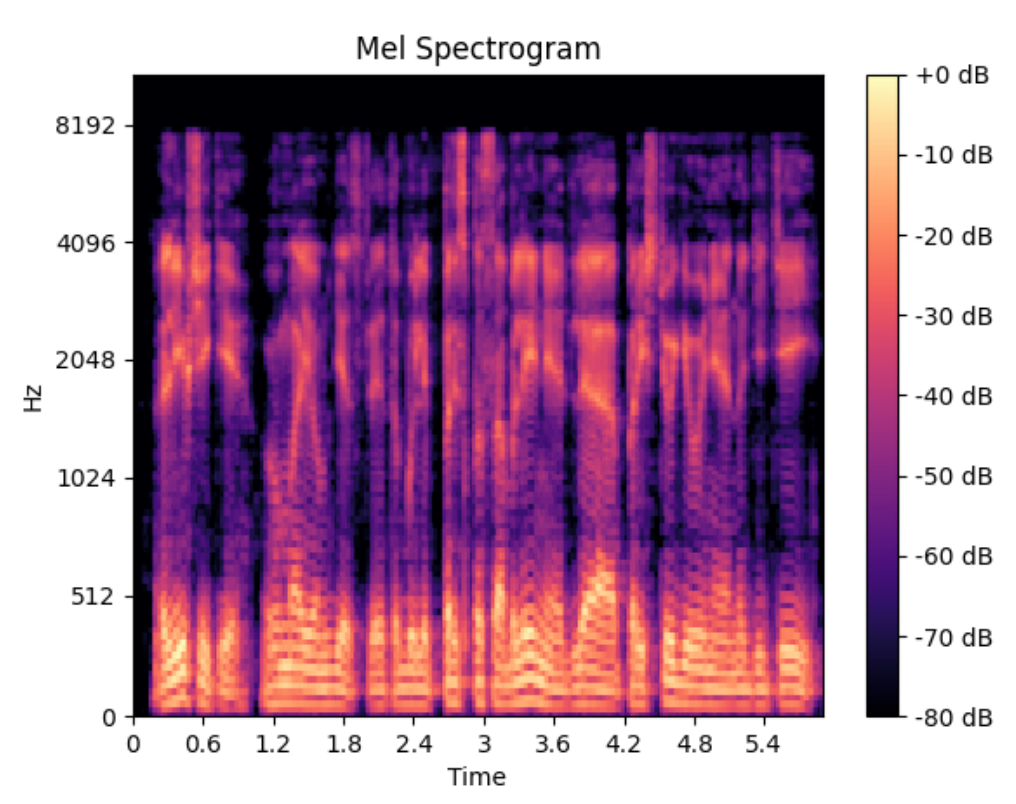 Mel Spectrogram
8192
4096
2048
1024
512
0
Hz
0 0.6 1.2 1.8 2.4 3 3.6 4.2 4.8 5.4
Time
+0 dB
-10 dB
-20 dB
-30 dB
-40 dB
-50 dB
-60 dB
-70 dB
-80 dB